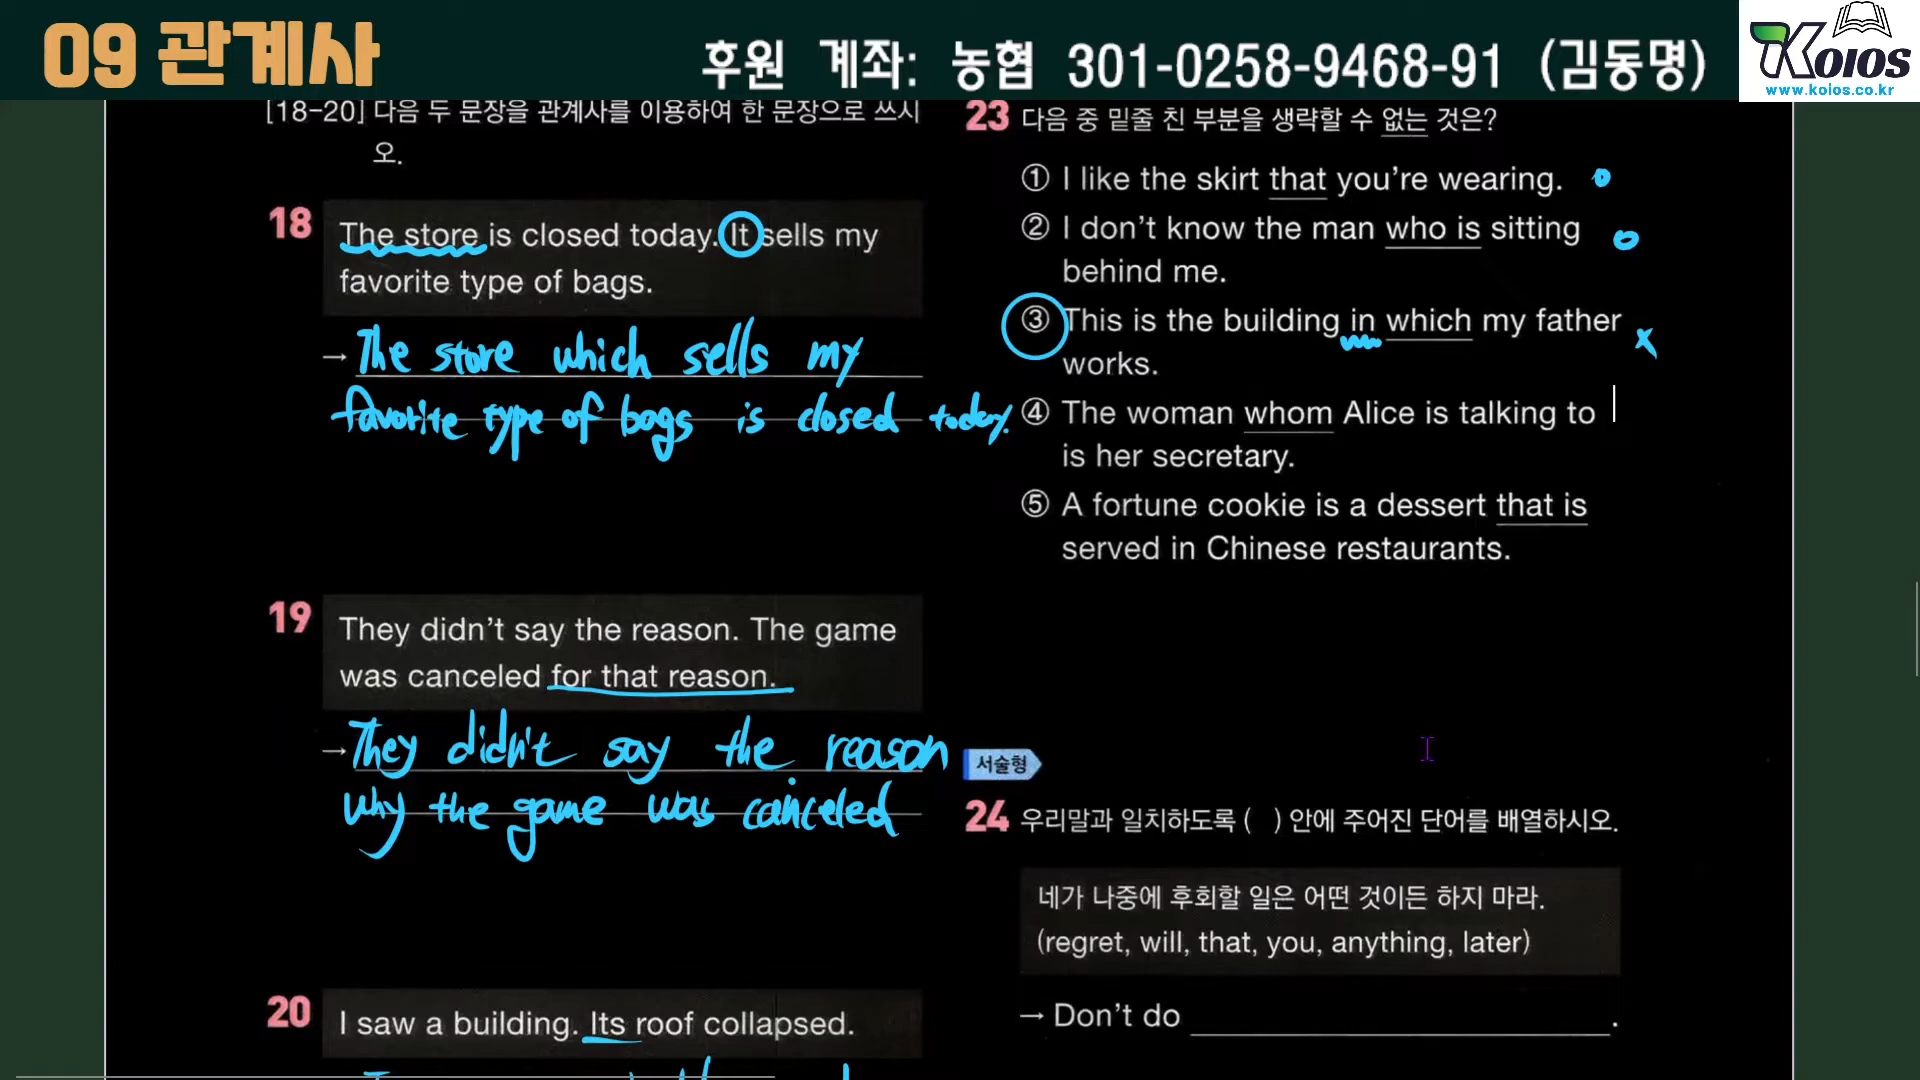 09 관계사
후원 계좌: 농협 301-0258-9468-91 (김동명)
KOIOS
www.koios.co.kr
[18-20] 다음 두 문장을 관계사를 이용하여 한 문장으로 쓰시
오.
18 The store is closed today. It sells my
favorite type of bags.
→ The store which sells my
favorite type of bags is closed today.
19 They didn't say the reason. The game
was canceled for that reason.
→ They didn't say the reason
why the game was canceled
20 I saw a building. Its roof collapsed.
23 다음 중 밑줄 친 부분을 생략할 수 없는 것은?
① I like the skirt that you're wearing. o
② I don't know the man who is sitting o
behind me.
③ This is the building in which my father x
works.
④ The woman whom Alice is talking to
is her secretary.
⑤ A fortune cookie is a dessert that is
served in Chinese restaurants.
서술형
24 우리말과 일치하도록 ( ) 안에 주어진 단어를 배열하시오.
네가 나중에 후회할 일은 어떤 것이든 하지 마라.
(regret, will, that, you, anything, later)
→ Don't do .